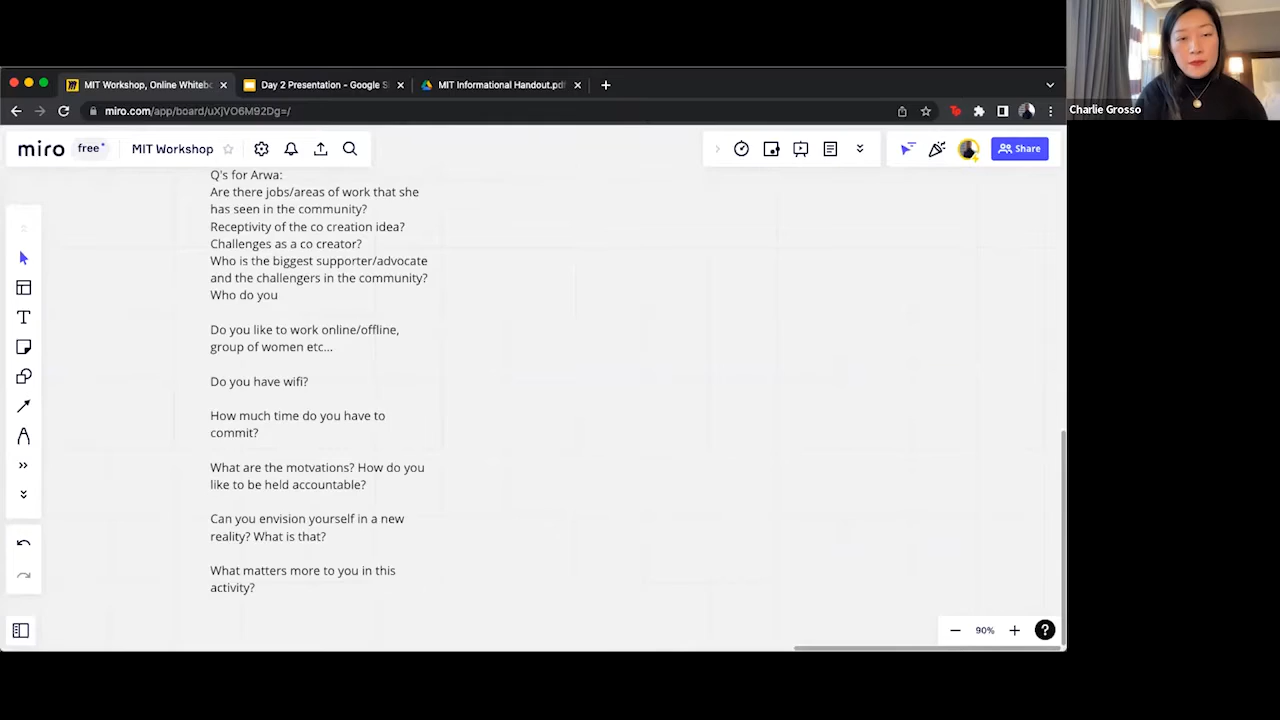 MIT Workshop, Online Whitebo
Day 2 Presentation - Google S
MIT Informational Handout.pdf
miro.com/app/board/uXjVO6M92Dg=/
Charlie Grosso
miro
free
MIT Workshop
Share
Q's for Arwa:
Are there jobs/areas of work that she
has seen in the community?
Receptivity of the co creation idea?
Challenges as a co creator?
Who is the biggest supporter/advocate
and the challengers in the community?
Who do you
Do you like to work online/offline,
group of women etc...
Do you have wifi?
How much time do you have to
commit?
What are the motvations? How do you
like to be held accountable?
Can you envision yourself in a new
reality? What is that?
What matters more to you in this
activity?
90%